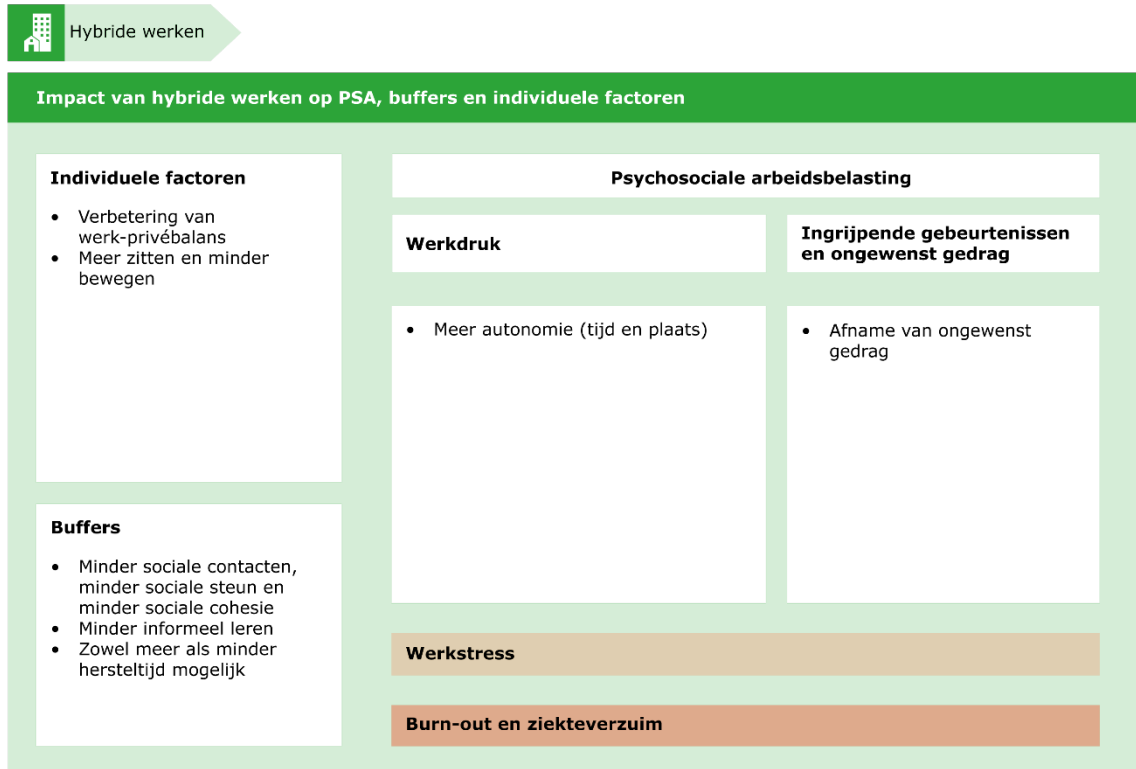 Hybride werken
Impact van hybride werken op PSA, buffers en individuele factoren
Individuele factoren
• Verbetering van
werk-privébalans
• Meer zitten en minder
bewegen
Buffers
• Minder sociale contacten,
minder sociale steun en
minder sociale cohesie
• Minder informeel leren
• Zowel meer als minder
hersteltijd mogelijk
Psychosociale arbeidsbelasting
Werkdruk
• Meer autonomie (tijd en plaats)
Ingrijpende gebeurtenissen
en ongewenst gedrag
• Afname van ongewenst
gedrag
Werkstress
Burn-out en ziekteverzuim